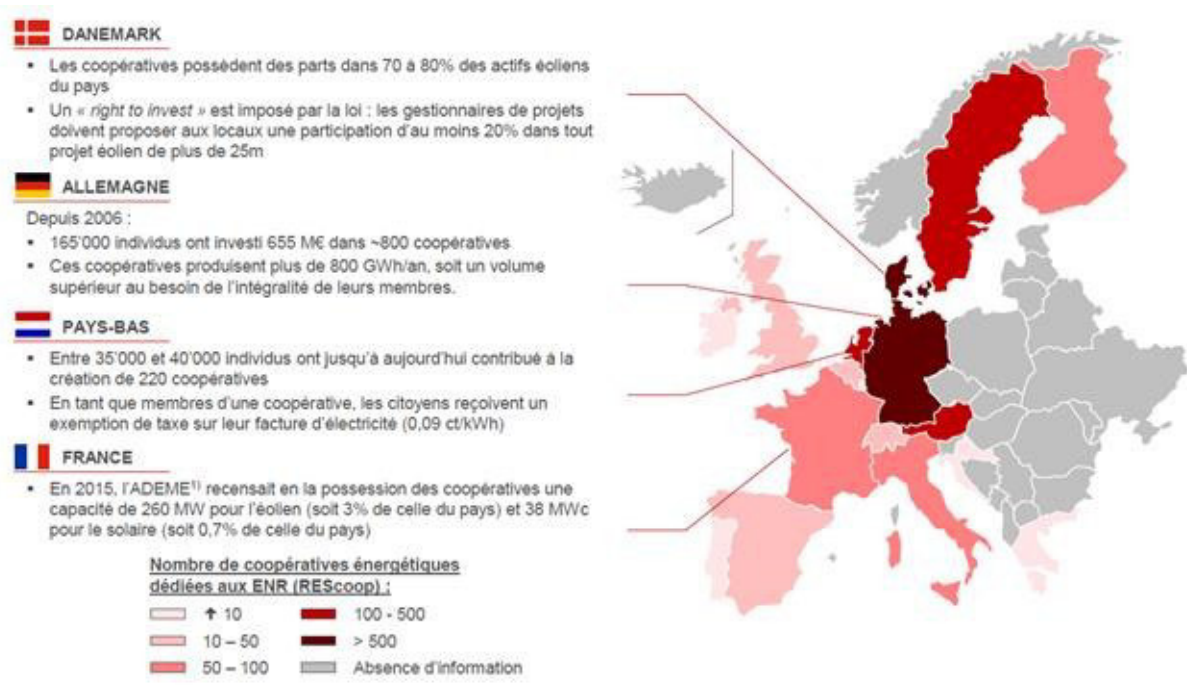 DANEMARK
▪ Les coopératives possèdent des parts dans 70 à 80% des actifs éoliens
du pays
▪ Un « right to invest » est imposé par la loi : les gestionnaires de projets
doivent proposer aux locaux une participation d'au moins 20% dans tout
projet éolien de plus de 25m
ALLEMAGNE
Depuis 2006 :
▪ 165'000 individus ont investi 655 M€ dans ~800 coopératives
▪ Ces coopératives produisent plus de 800 GWh/an, soit un volume
supérieur au besoin de l'intégralité de leurs membres.
PAYS-BAS
▪ Entre 35'000 et 40'000 individus ont jusqu'à aujourd'hui contribué à la
création de 220 coopératives
▪ En tant que membres d'une coopérative, les citoyens reçoivent un
exemption de taxe sur leur facture d'électricité (0,09 ct/kWh)
FRANCE
▪ En 2015, l'ADEME¹⁾ recensait en la possession des coopératives une
capacité de 260 MW pour l'éolien (soit 3% de celle du pays) et 38 MWc
pour le solaire (soit 0,7% de celle du pays)
Nombre de coopératives énergétiques
dédiées aux ENR (REScoop) :
↑ 10
100 - 500
10 – 50
> 500
50 – 100
Absence d'information